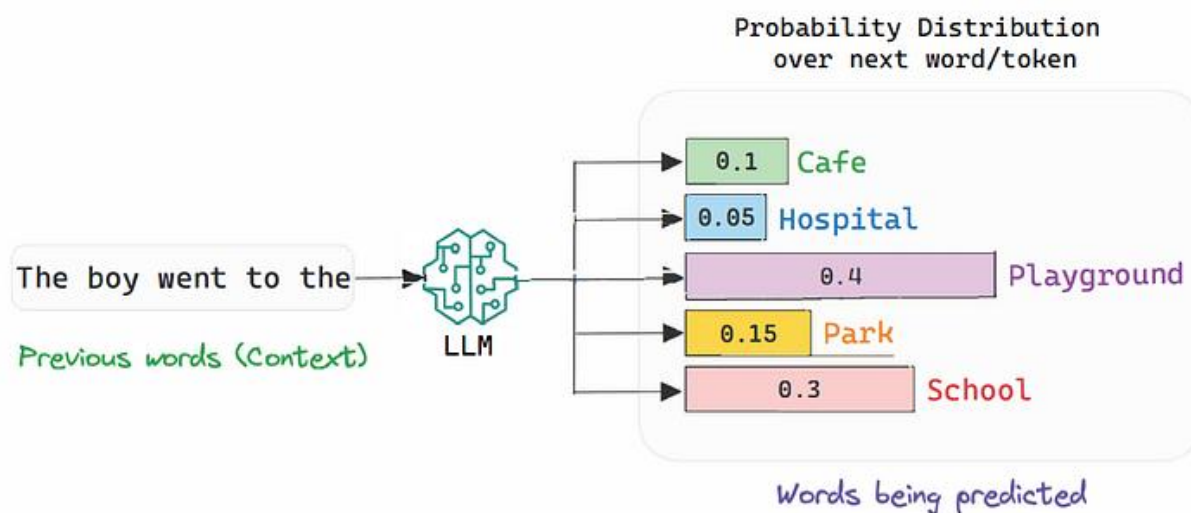 Probability Distribution
over next word/token
0.1 Cafe
0.05 Hospital
The boy went to the
0.4 Playground
LLM
0.15 Park
Previous words (Context)
0.3 School
Words being predicted